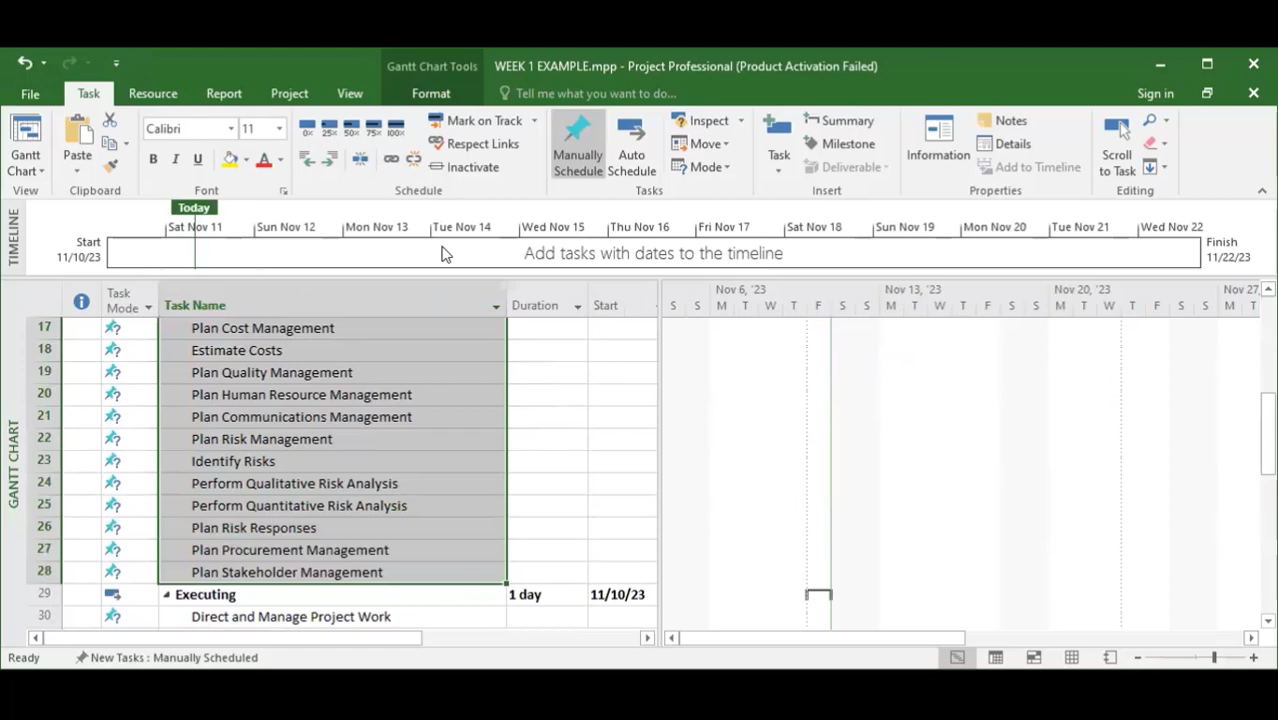 Gantt Chart Tools
WEEK 1 EXAMPLE.mpp - Project Professional (Product Activation Failed)
File
Task
Resource
Report
Project
View
Format
Tell me what you want to do...
Sign in
Gantt
Chart
View
Paste
Clipboard
Calibri
11
B I U
A
Font
0% 25% 50% 75% 100%
Mark on Track
Respect Links
Inactivate
Schedule
Manually
Schedule
Auto
Schedule
Inspect
Move
Mode
Tasks
Task
Summary
Milestone
Deliverable
Insert
Information
Notes
Details
Add to Timeline
Properties
Scroll
to Task
Editing
TIMELINE
Today
Sat Nov 11
Sun Nov 12
Mon Nov 13
Tue Nov 14
Wed Nov 15
Thu Nov 16
Fri Nov 17
Sat Nov 18
Sun Nov 19
Mon Nov 20
Tue Nov 21
Wed Nov 22
Start
11/10/23
Add tasks with dates to the timeline
Finish
11/22/23
GANTT CHART
Task
Mode
Task Name
Duration
Start
Nov 6, '23
Nov 13, '23
Nov 20, '23
Nov 27,
S S M T W T F S S M T W T F S S M T W T F S S M T
17 Plan Cost Management
18 Estimate Costs
19 Plan Quality Management
20 Plan Human Resource Management
21 Plan Communications Management
22 Plan Risk Management
23 Identify Risks
24 Perform Qualitative Risk Analysis
25 Perform Quantitative Risk Analysis
26 Plan Risk Responses
27 Plan Procurement Management
28 Plan Stakeholder Management
29 Executing 1 day 11/10/23
30 Direct and Manage Project Work
Ready
New Tasks : Manually Scheduled